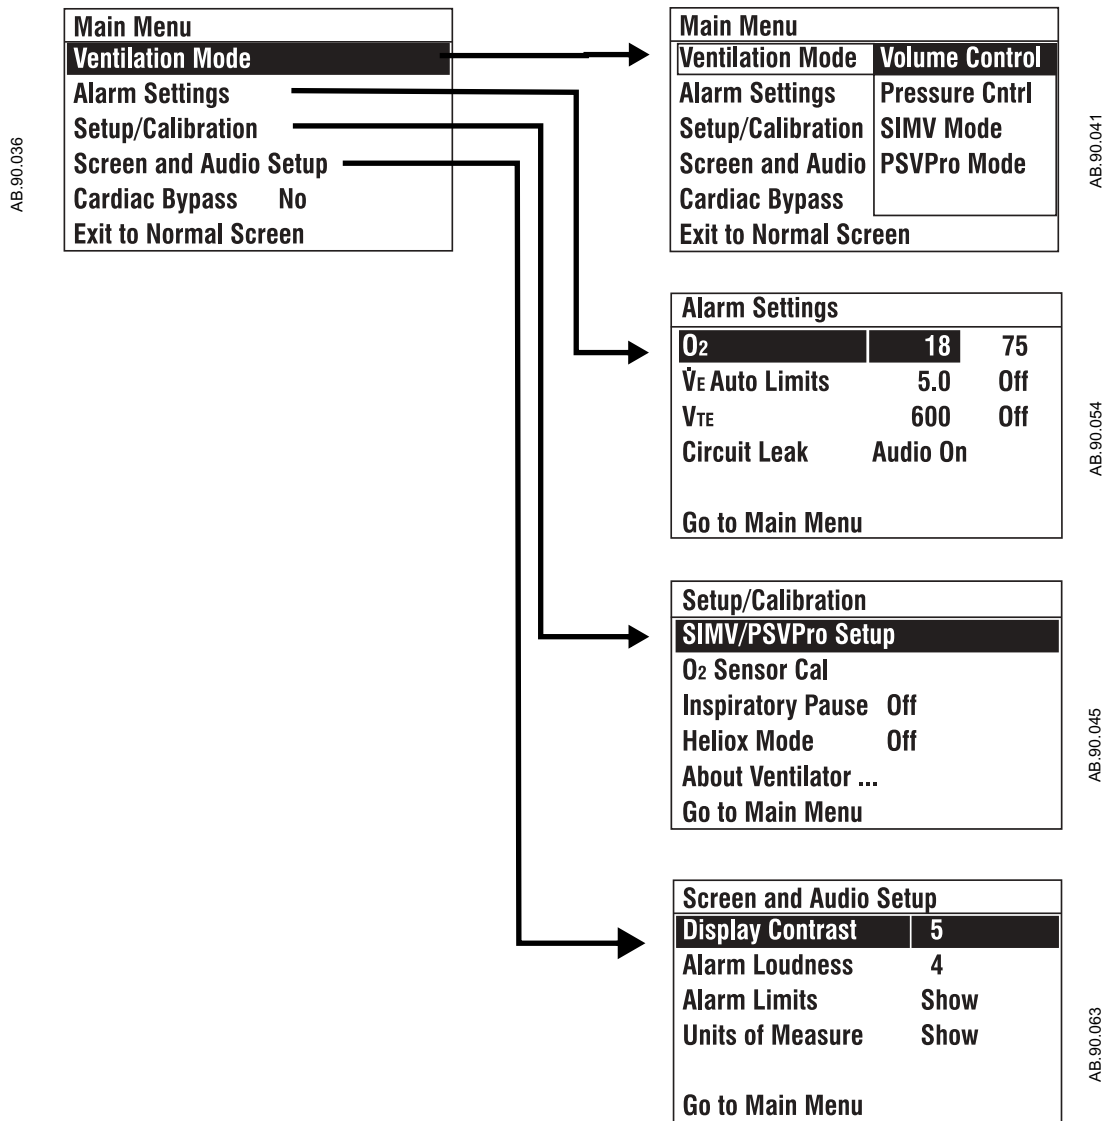 Main Menu
Ventilation Mode
Alarm Settings
Setup/Calibration
Screen and Audio Setup
Cardiac Bypass No
Exit to Normal Screen
AB.90.036
Main Menu
Ventilation Mode Volume Control
Alarm Settings Pressure Cntrl
Setup/Calibration SIMV Mode
Screen and Audio PSVPro Mode
Cardiac Bypass
Exit to Normal Screen
AB.90.041
Alarm Settings
O2 18 75
V̇E Auto Limits 5.0 Off
VTE 600 Off
Circuit Leak Audio On
Go to Main Menu
AB.90.054
Setup/Calibration
SIMV/PSVPro Setup
O2 Sensor Cal
Inspiratory Pause Off
Heliox Mode Off
About Ventilator ...
Go to Main Menu
AB.90.045
Screen and Audio Setup
Display Contrast 5
Alarm Loudness 4
Alarm Limits Show
Units of Measure Show
Go to Main Menu
AB.90.063